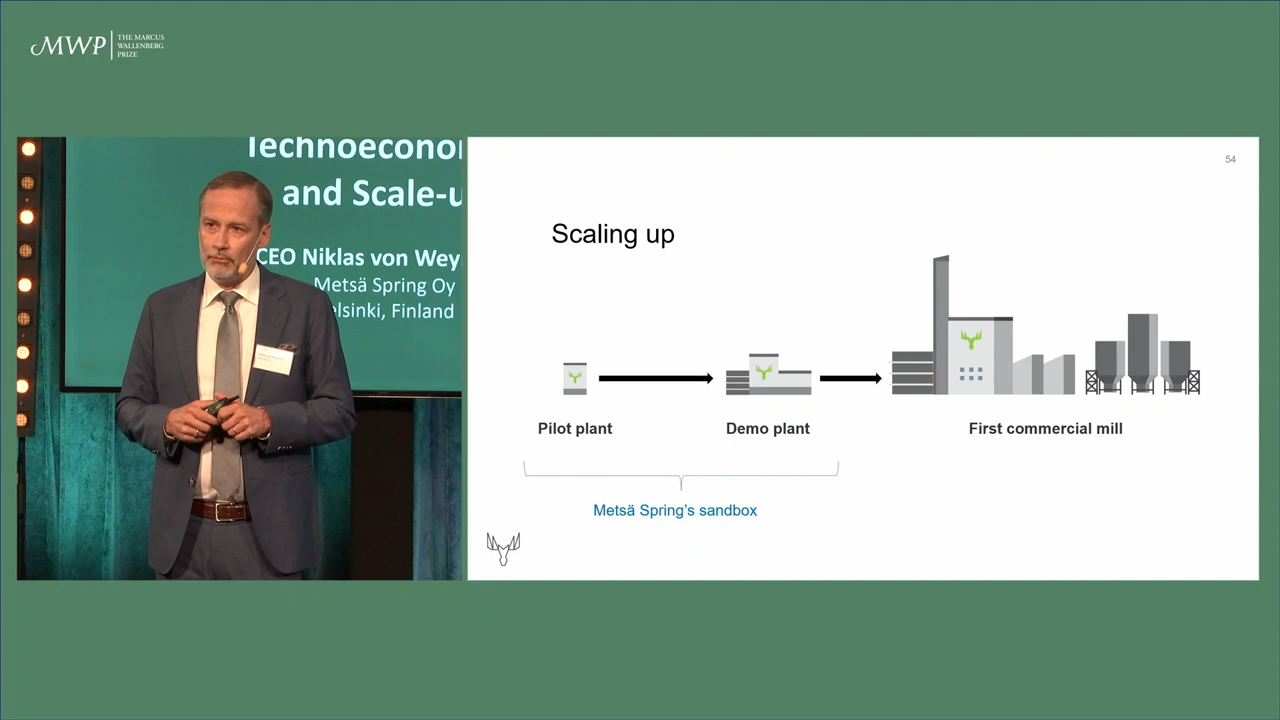 MWP
THE MARCUS
WALLENBERG
PRIZE
Technoecono
and Scale-u
CEO Niklas von Wey
Metsä Spring Oy
elsinki, Finland
54
Scaling up
Pilot plant
Demo plant
First commercial mill
Metsä Spring's sandbox